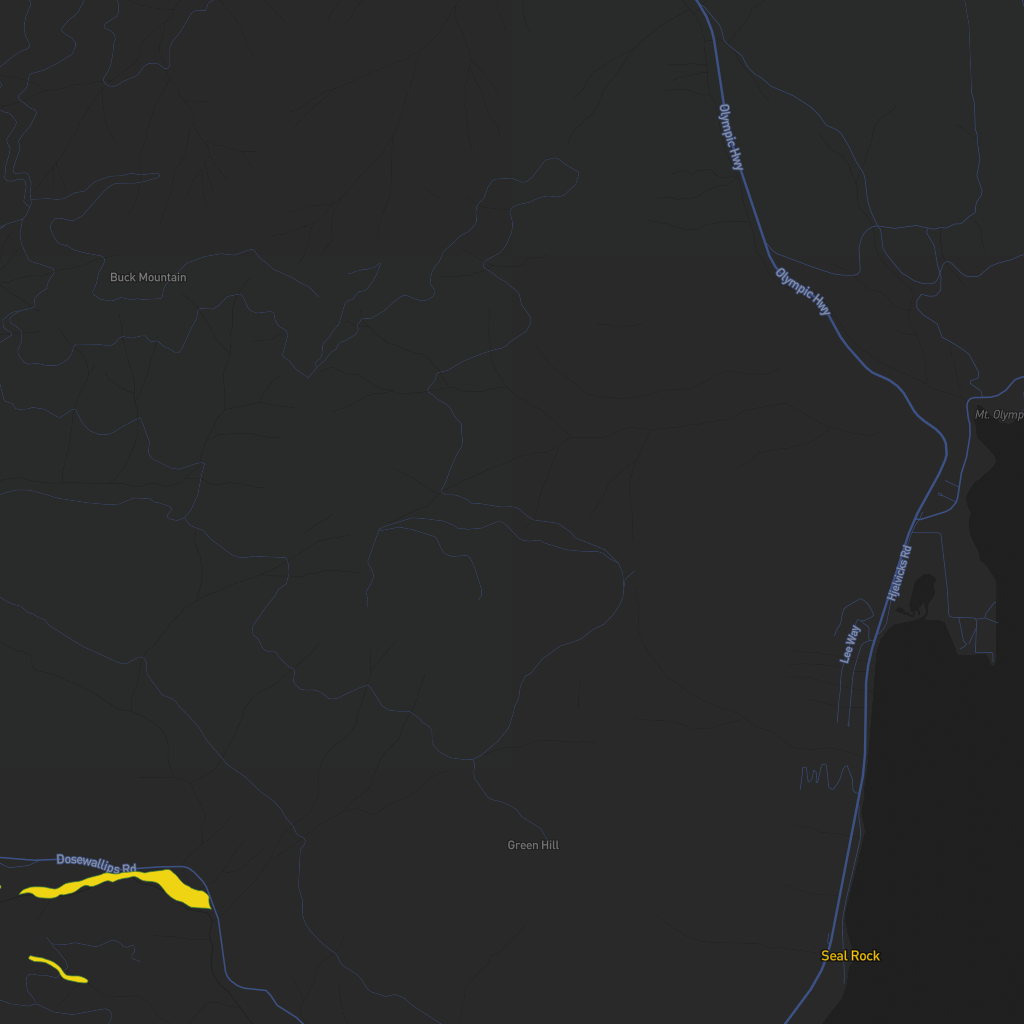 Olympic Hwy
Buck Mountain
Olympic Hwy
Mt. Olymp
Hjelvicks Rd
Lee Way
Green Hill
Dosewallips Rd
Seal Rock